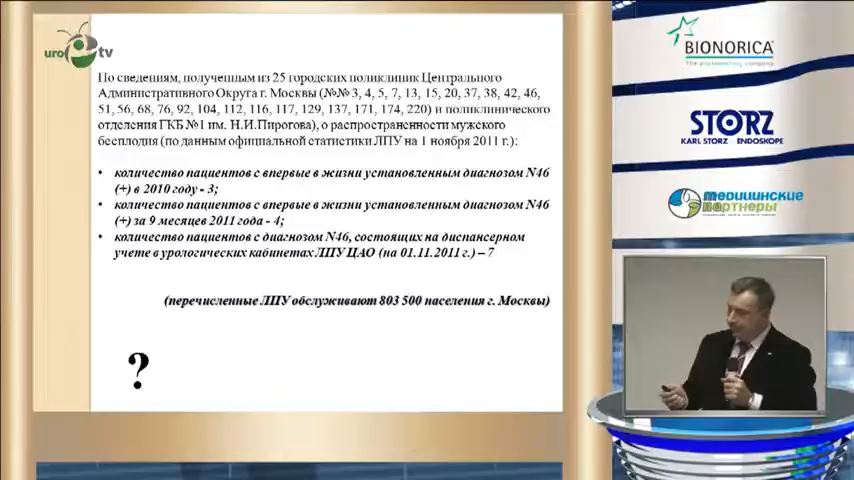 uro tv
По сведениям, полученным из 25 городских поликлиник Центрального
Административного Округа г. Москвы (№№ 3, 4, 5, 7, 13, 15, 20, 37, 38, 42, 46,
51, 56, 68, 76, 92, 104, 112, 116, 117, 129, 137, 171, 174, 220) и поликлинического
отделения ГКБ №1 им. Н.И.Пирогова), о распространенности мужского
бесплодия (по данным официальной статистики ЛПУ на 1 ноября 2011 г.):
• количество пациентов с впервые в жизни установленным диагнозом N46
(+) в 2010 году - 3;
• количество пациентов с впервые в жизни установленным диагнозом N46
(+) за 9 месяцев 2011 года - 4;
• количество пациентов с диагнозом N46, состоящих на диспансерном
учете в урологических кабинетах ЛПУ ЦАО (на 01.11.2011 г.) – 7
(перечисленные ЛПУ обслуживают 803 500 населения г. Москвы)
?
BIONORICA®
STORZ
KARL STORZ ENDOSKOPE
медицинские
партнеры